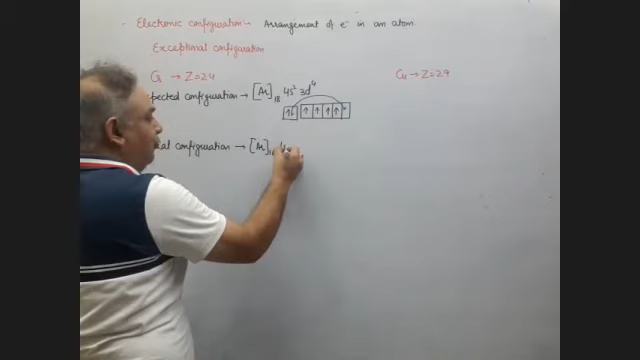 Electronic configuration → Arrangement of e⁻ in an atom.
Exceptional configuration
Cr → Z=24
Cu → Z=29
pected configuration → [Ar]₁₈ 4s² 3d⁴
↑↓ ↑ ↑ ↑ ↑
al configuration → [Ar]₁₈ 4s